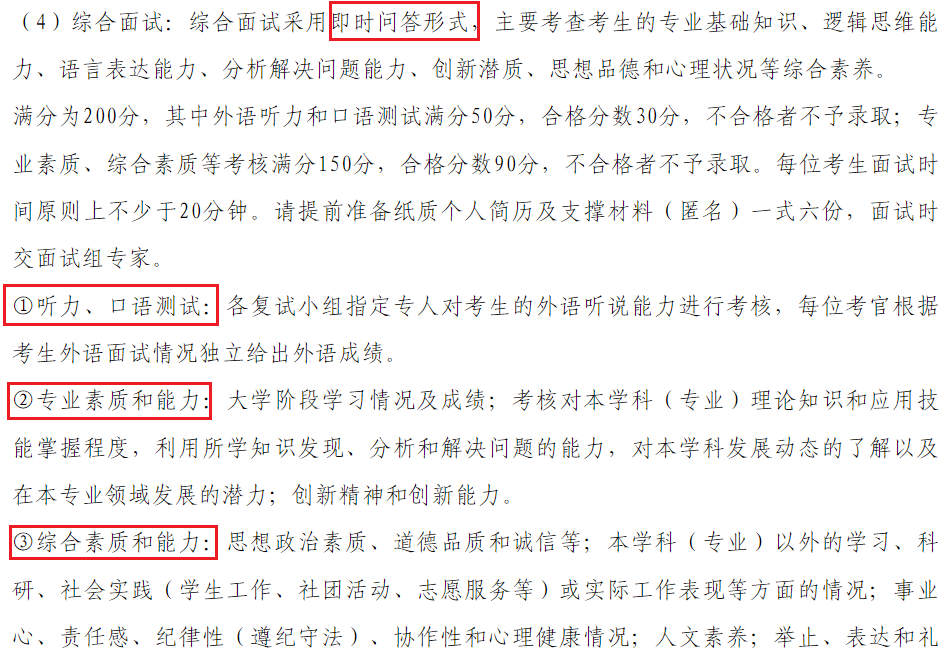 （4）综合面试：综合面试采用即时问答形式，主要考查考生的专业基础知识、逻辑思维能
力、语言表达能力、分析解决问题能力、创新潜质、思想品德和心理状况等综合素养。
满分为200分，其中外语听力和口语测试满分50分，合格分数30分，不合格者不予录取；专
业素质、综合素质等考核满分150分，合格分数90分，不合格者不予录取。每位考生面试时
间原则上不少于20分钟。请提前准备纸质个人简历及支撑材料（匿名）一式六份，面试时
交面试组专家。
①听力、口语测试：各复试小组指定专人对考生的外语听说能力进行考核，每位考官根据
考生外语面试情况独立给出外语成绩。
②专业素质和能力：大学阶段学习情况及成绩；考核对本学科（专业）理论知识和应用技
能掌握程度，利用所学知识发现、分析和解决问题的能力，对本学科发展动态的了解以及
在本专业领域发展的潜力；创新精神和创新能力。
③综合素质和能力：思想政治素质、道德品质和诚信等；本学科（专业）以外的学习、科
研、社会实践（学生工作、社团活动、志愿服务等）或实际工作表现等方面的情况；事业
心、责任感、纪律性（遵纪守法）、协作性和心理健康情况；人文素养；举止、表达和礼